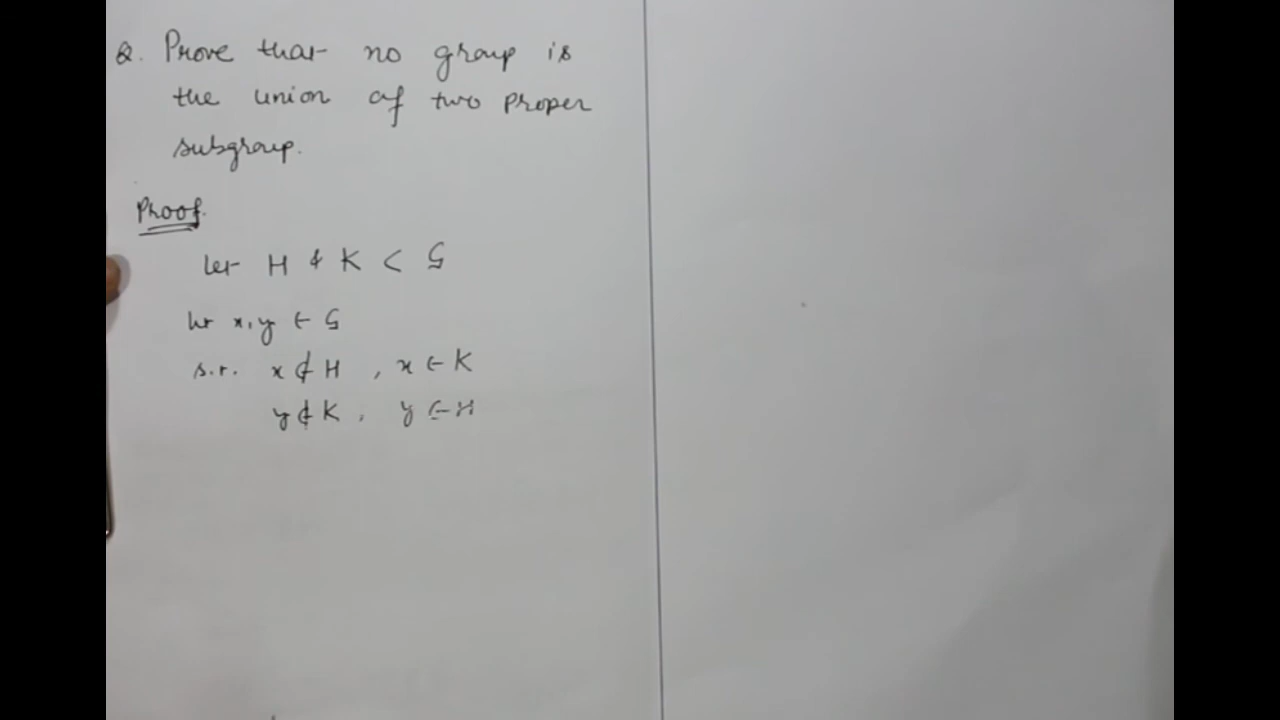 Q. Prove that no group is
the union of two proper
subgroup.
Proof.
let H & K < G
let x, y ∈ G
s.t. x ∉ H , x ∈ K
y ∉ K , y ∈ H